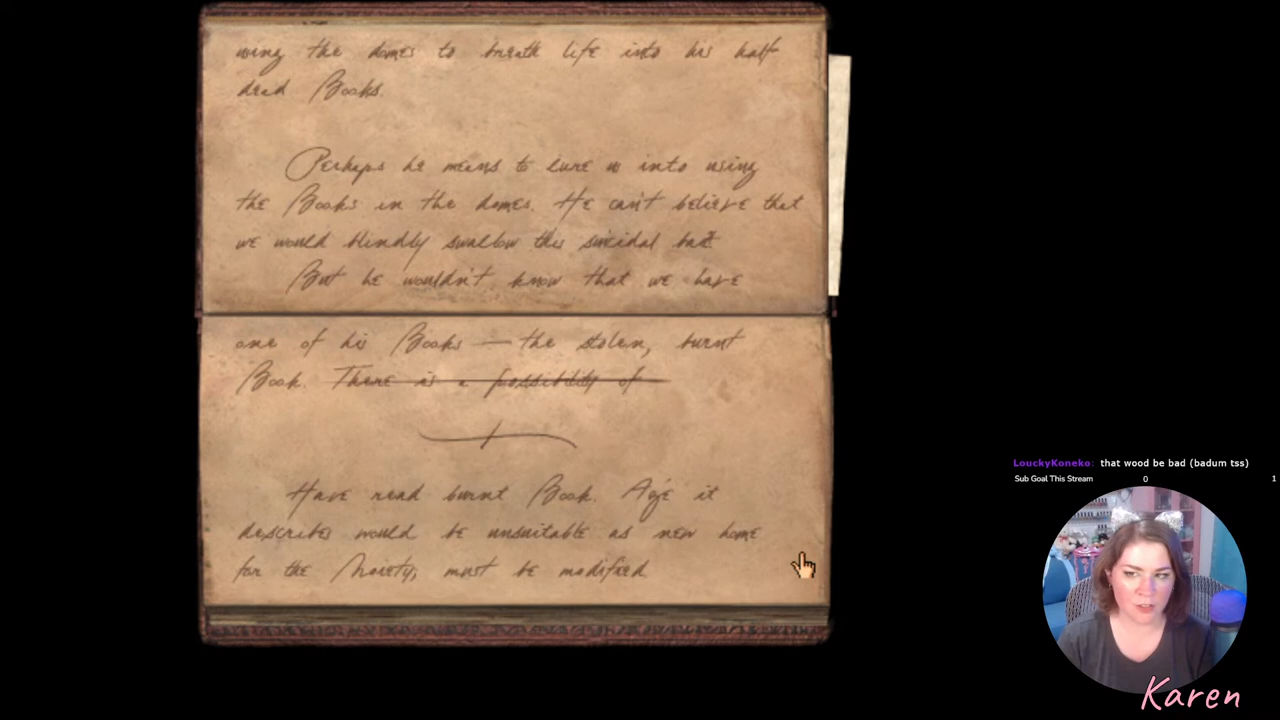 using the domes to breath life into his half
dead Books.
Perhaps he means to lure us into using
the Books in the domes. He can't believe that
we would blindly swallow this suicidal bait.
But he wouldn't know that we have
one of his Books — the stolen, burnt
Book. There is a possibility of
Have read burnt Book. Age it
describes would be unsuitable as new home
for the Moiety, must be modified.
LouckyKoneko: that wood be bad (badum tss)
Sub Goal This Stream 0 1
Karen